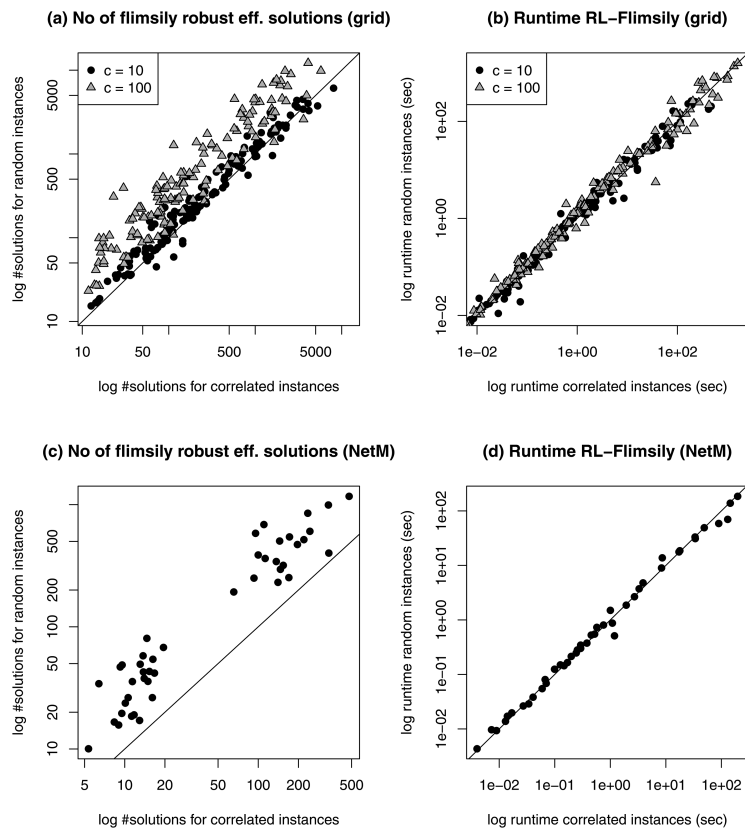 (a) No of flimsily robust eff. solutions (grid)
c = 10
c = 100
log #solutions for random instances
5000
500
50
10
10
50
500
5000
log #solutions for correlated instances
(b) Runtime RL−Flimsily (grid)
c = 10
c = 100
log runtime random instances (sec)
1e+02
1e+00
1e−02
1e−02
1e+00
1e+02
log runtime correlated instances (sec)
(c) No of flimsily robust eff. solutions (NetM)
log #solutions for random instances
500
200
50
20
10
5
10
20
50
100
200
500
log #solutions for correlated instances
(d) Runtime RL−Flimsily (NetM)
log runtime random instances (sec)
1e+02
1e+01
1e+00
1e−01
1e−02
1e−02
1e−01
1e+00
1e+01
1e+02
log runtime correlated instances (sec)